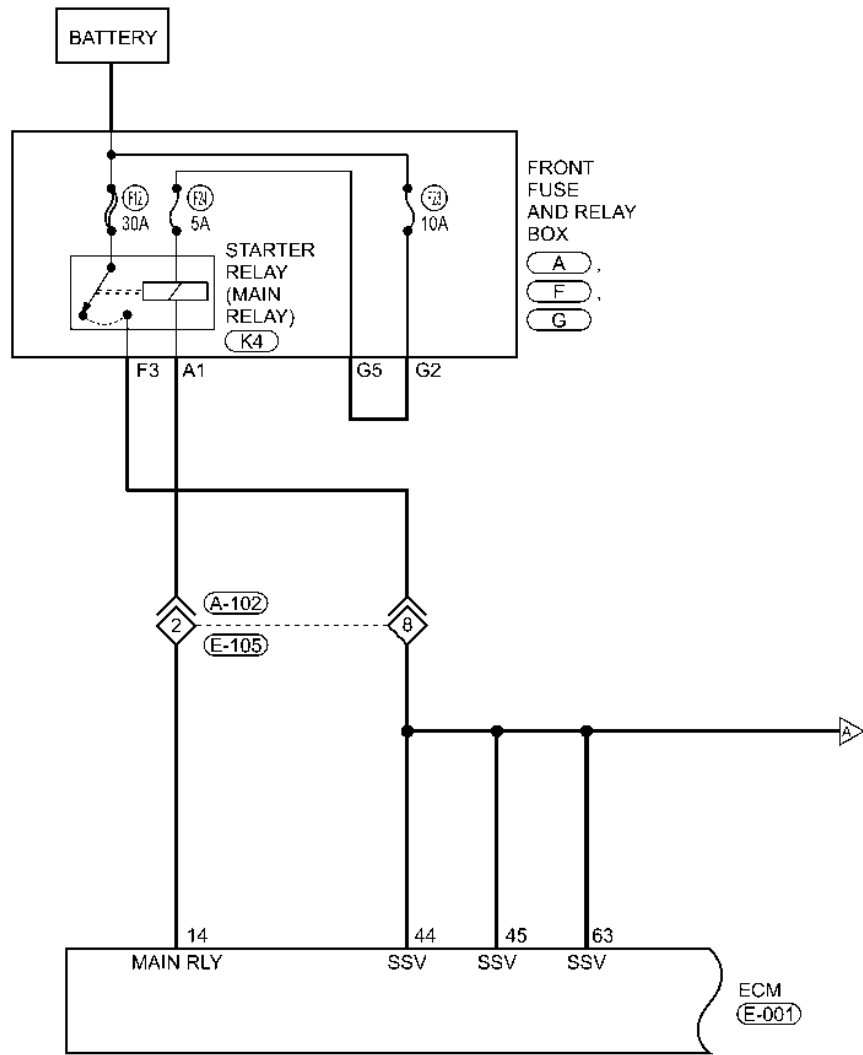 BATTERY
F12
30A
F24
5A
F23
10A
FRONT
FUSE
AND RELAY
BOX
A ,
F ,
G
STARTER
RELAY
(MAIN
RELAY)
K4
F3 A1 G5 G2
A-102
2 8
E-105
A
14 44 45 63
MAIN RLY SSV SSV SSV
ECM
E-001